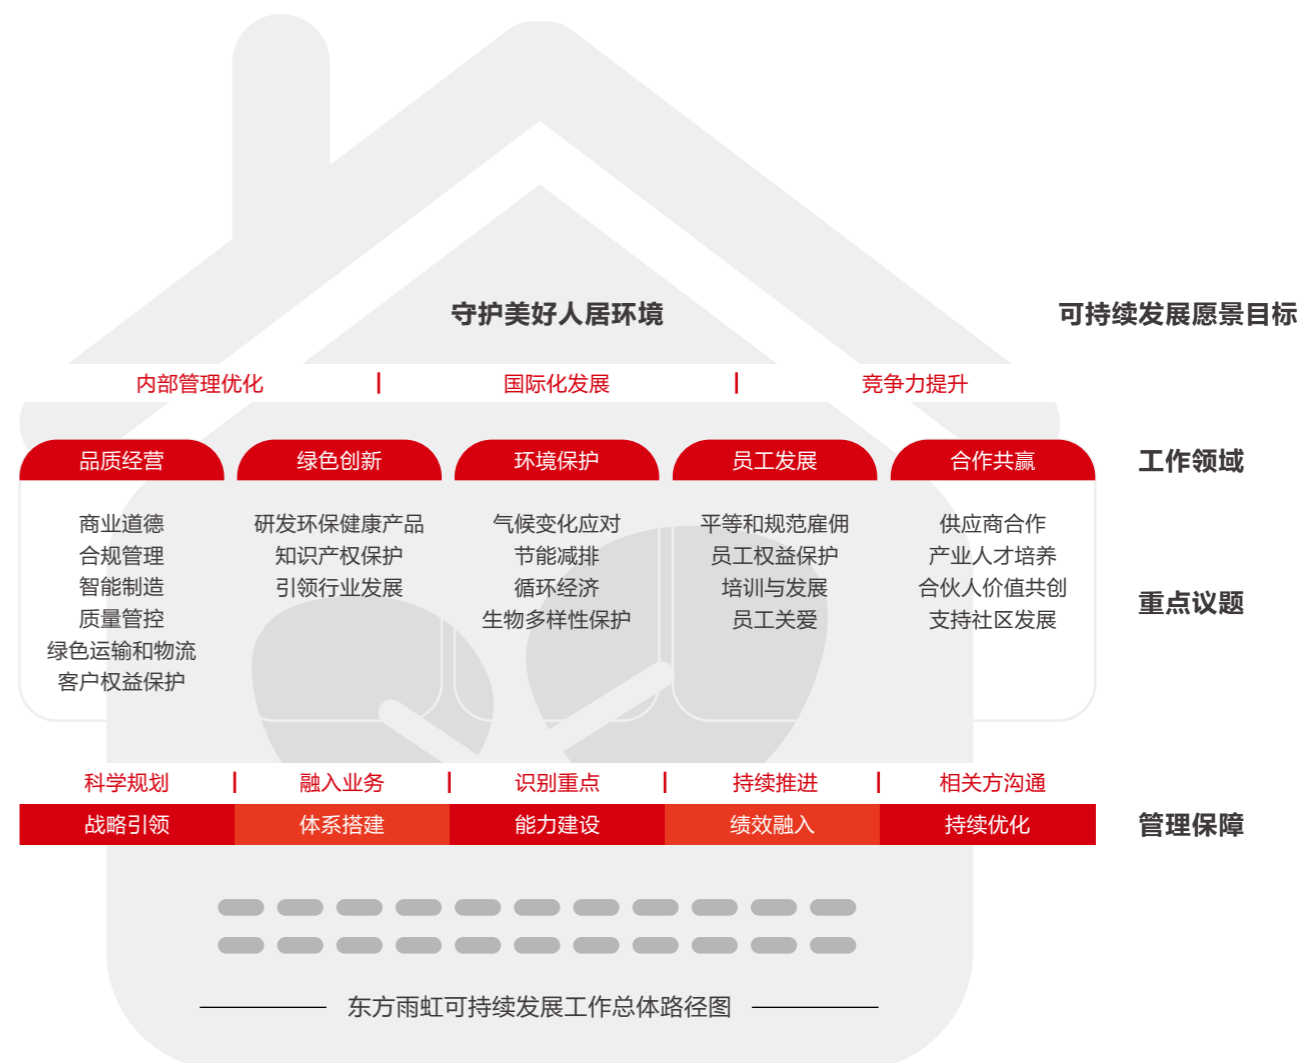 守护美好人居环境
可持续发展愿景目标
内部管理优化 | 国际化发展 | 竞争力提升
品质经营 绿色创新 环境保护 员工发展 合作共赢
工作领域
商业道德
合规管理
智能制造
质量管控
绿色运输和物流
客户权益保护
研发环保健康产品
知识产权保护
引领行业发展
气候变化应对
节能减排
循环经济
生物多样性保护
平等和规范雇佣
员工权益保护
培训与发展
员工关爱
供应商合作
产业人才培养
合伙人价值共创
支持社区发展
重点议题
科学规划 | 融入业务 | 识别重点 | 持续推进 | 相关方沟通
战略引领 体系搭建 能力建设 绩效融入 持续优化
管理保障
东方雨虹可持续发展工作总体路径图